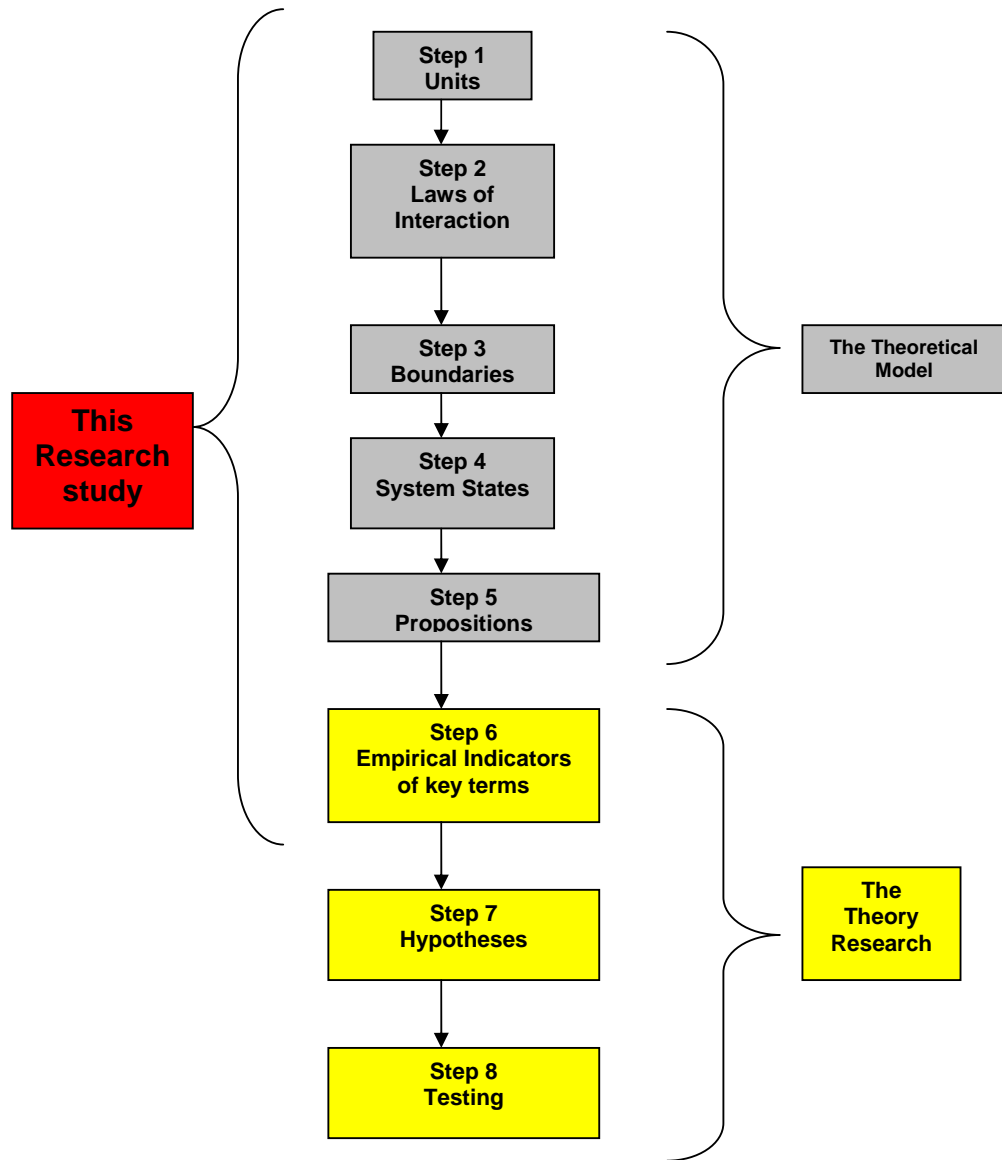 Step 1
Units
Step 2
Laws of
Interaction
Step 3
Boundaries
The Theoretical
Model
This
Research
study
Step 4
System States
Step 5
Propositions
Step 6
Empirical Indicators
of key terms
The
Theory
Research
Step 7
Hypotheses
Step 8
Testing